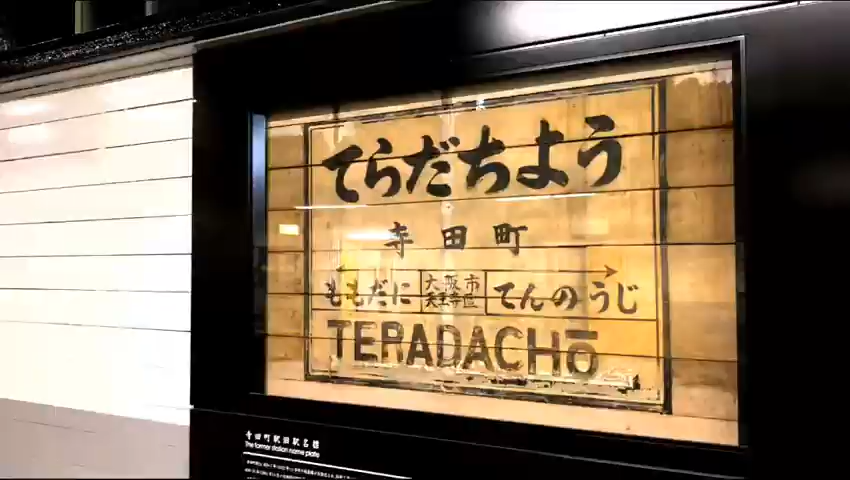 てらだちよう
寺田町
ももだに
大阪市
天王寺区
てんのうじ
TERADACHŌ
寺田町駅旧駅名標
The former station name plate